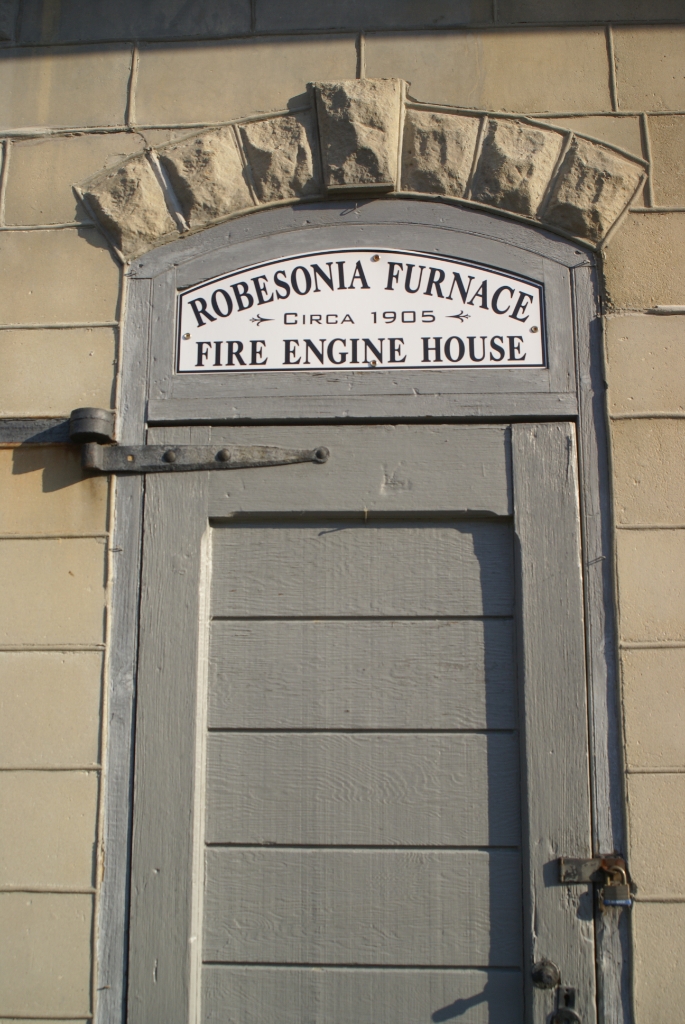 ROBESONIA FURNACE
CIRCA 1905
FIRE ENGINE HOUSE